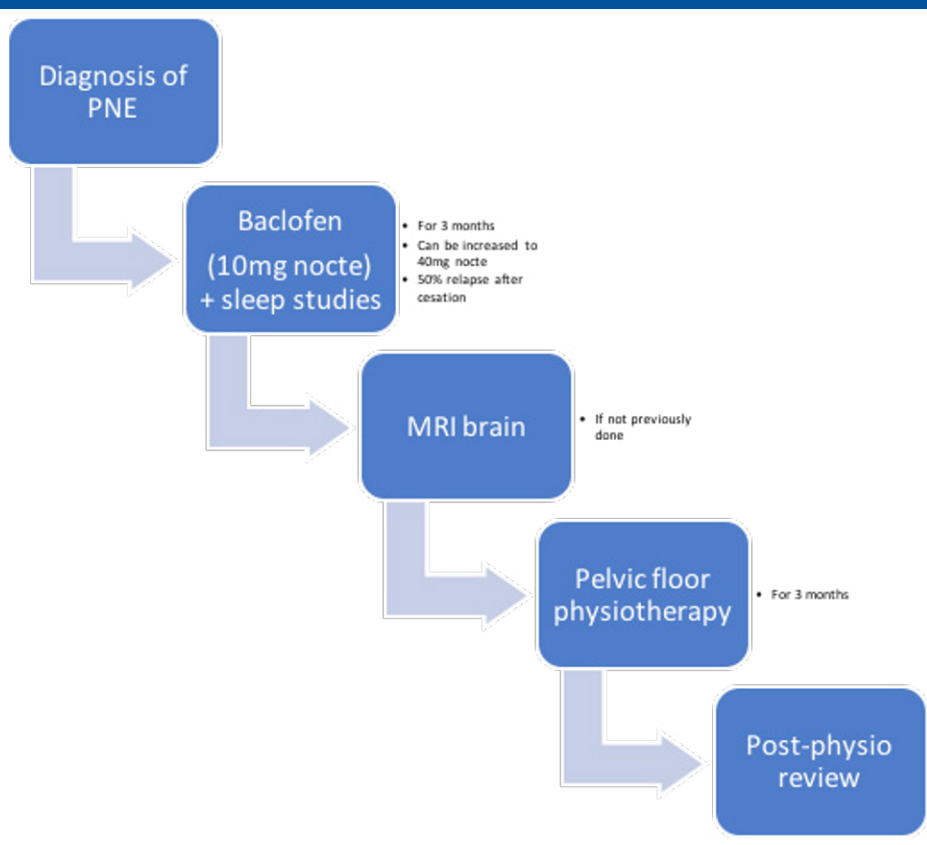 Diagnosis of
PNE
Baclofen
(10mg nocte)
+ sleep studies
• For 3 months
• Can be increased to
40mg nocte
• 50% relapse after
cesation
MRI brain
• If not previously
done
Pelvic floor
physiotherapy
• For 3 months
Post-physio
review